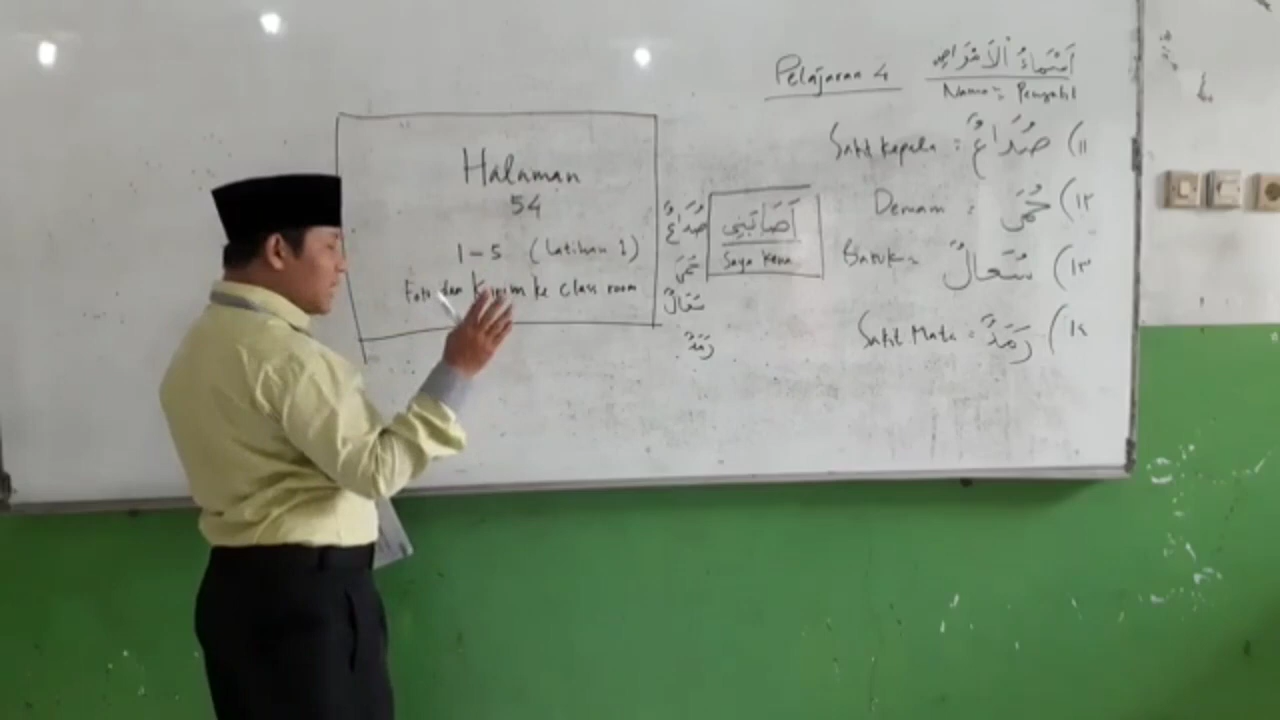 Pelajaran 4
أَسْمَاءُ الأَمْرَاضِ
Nama2 Penyakit
١١) صُدَاعٌ : Sakit kepala
١٢) حُمَّى : Demam
١٣) سُعَالٌ : Batuk
١٤) رَمَدٌ : Sakit Mata
أَصَابَنِي
Saya kena
صُدَاعٌ
حُمَّى
سُعَالٌ
رَمَدٌ
Halaman
54
1-5 (Latihan 1)
Foto dan Kirim ke class room